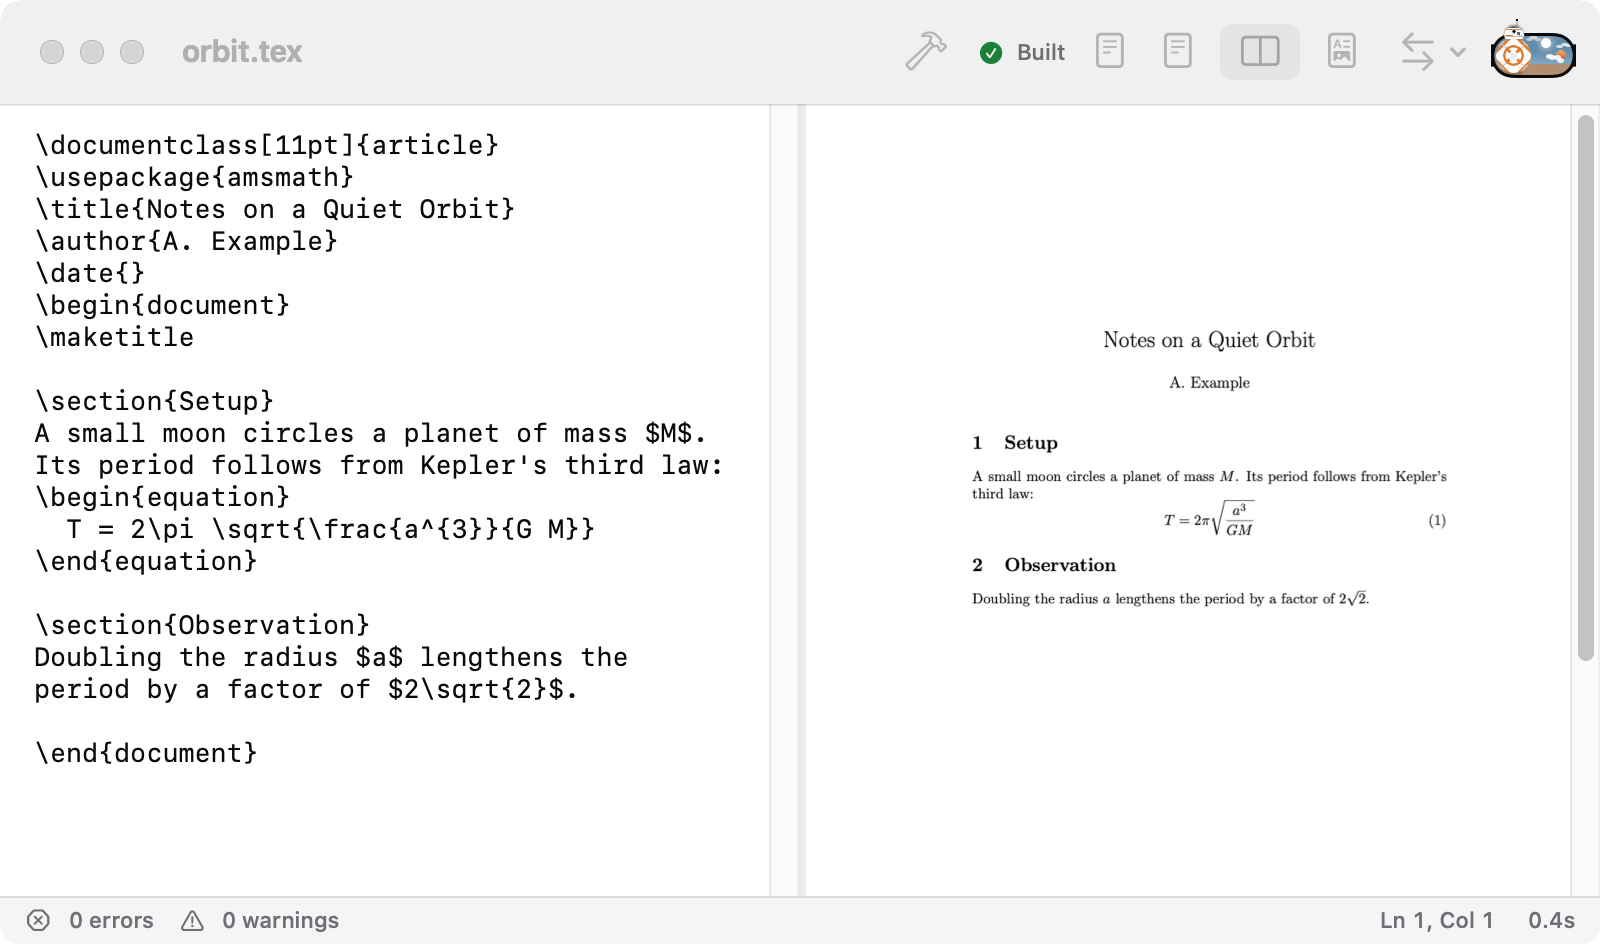 orbit.tex
Built
\documentclass[11pt]{article}
\usepackage{amsmath}
\title{Notes on a Quiet Orbit}
\author{A. Example}
\date{}
\begin{document}
\maketitle
\section{Setup}
A small moon circles a planet of mass $M$.
Its period follows from Kepler's third law:
\begin{equation}
  T = 2\pi \sqrt{\frac{a^{3}}{G M}}
\end{equation}
\section{Observation}
Doubling the radius $a$ lengthens the
period by a factor of $2\sqrt{2}$.
\end{document}
Notes on a Quiet Orbit
A. Example
1 Setup
A small moon circles a planet of mass M. Its period follows from Kepler's
third law:
T = 2π√(a³/GM) (1)
2 Observation
Doubling the radius a lengthens the period by a factor of 2√2.
0 errors
0 warnings
Ln 1, Col 1
0.4s